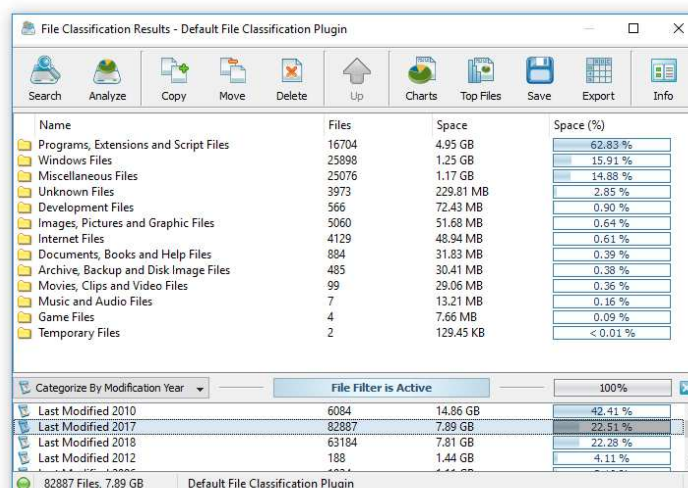 File Classification Results - Default File Classification Plugin
Search Analyze Copy Move Delete Up Charts Top Files Save Export Info
Name Files Space Space (%)
Programs, Extensions and Script Files 16704 4.95 GB 62.83 %
Windows Files 25898 1.25 GB 15.91 %
Miscellaneous Files 25076 1.17 GB 14.88 %
Unknown Files 3973 229.81 MB 2.85 %
Development Files 566 72.43 MB 0.90 %
Images, Pictures and Graphic Files 5060 51.68 MB 0.64 %
Internet Files 4129 48.94 MB 0.61 %
Documents, Books and Help Files 884 31.83 MB 0.39 %
Archive, Backup and Disk Image Files 485 30.41 MB 0.38 %
Movies, Clips and Video Files 99 29.06 MB 0.36 %
Music and Audio Files 7 13.21 MB 0.16 %
Game Files 4 7.66 MB 0.09 %
Temporary Files 2 129.45 KB < 0.01 %
Categorize By Modification Year File Filter is Active 100%
Last Modified 2010 6084 14.86 GB 42.41 %
Last Modified 2017 82887 7.89 GB 22.51 %
Last Modified 2018 63184 7.81 GB 22.28 %
Last Modified 2012 188 1.44 GB 4.11 %
82887 Files, 7.89 GB Default File Classification Plugin